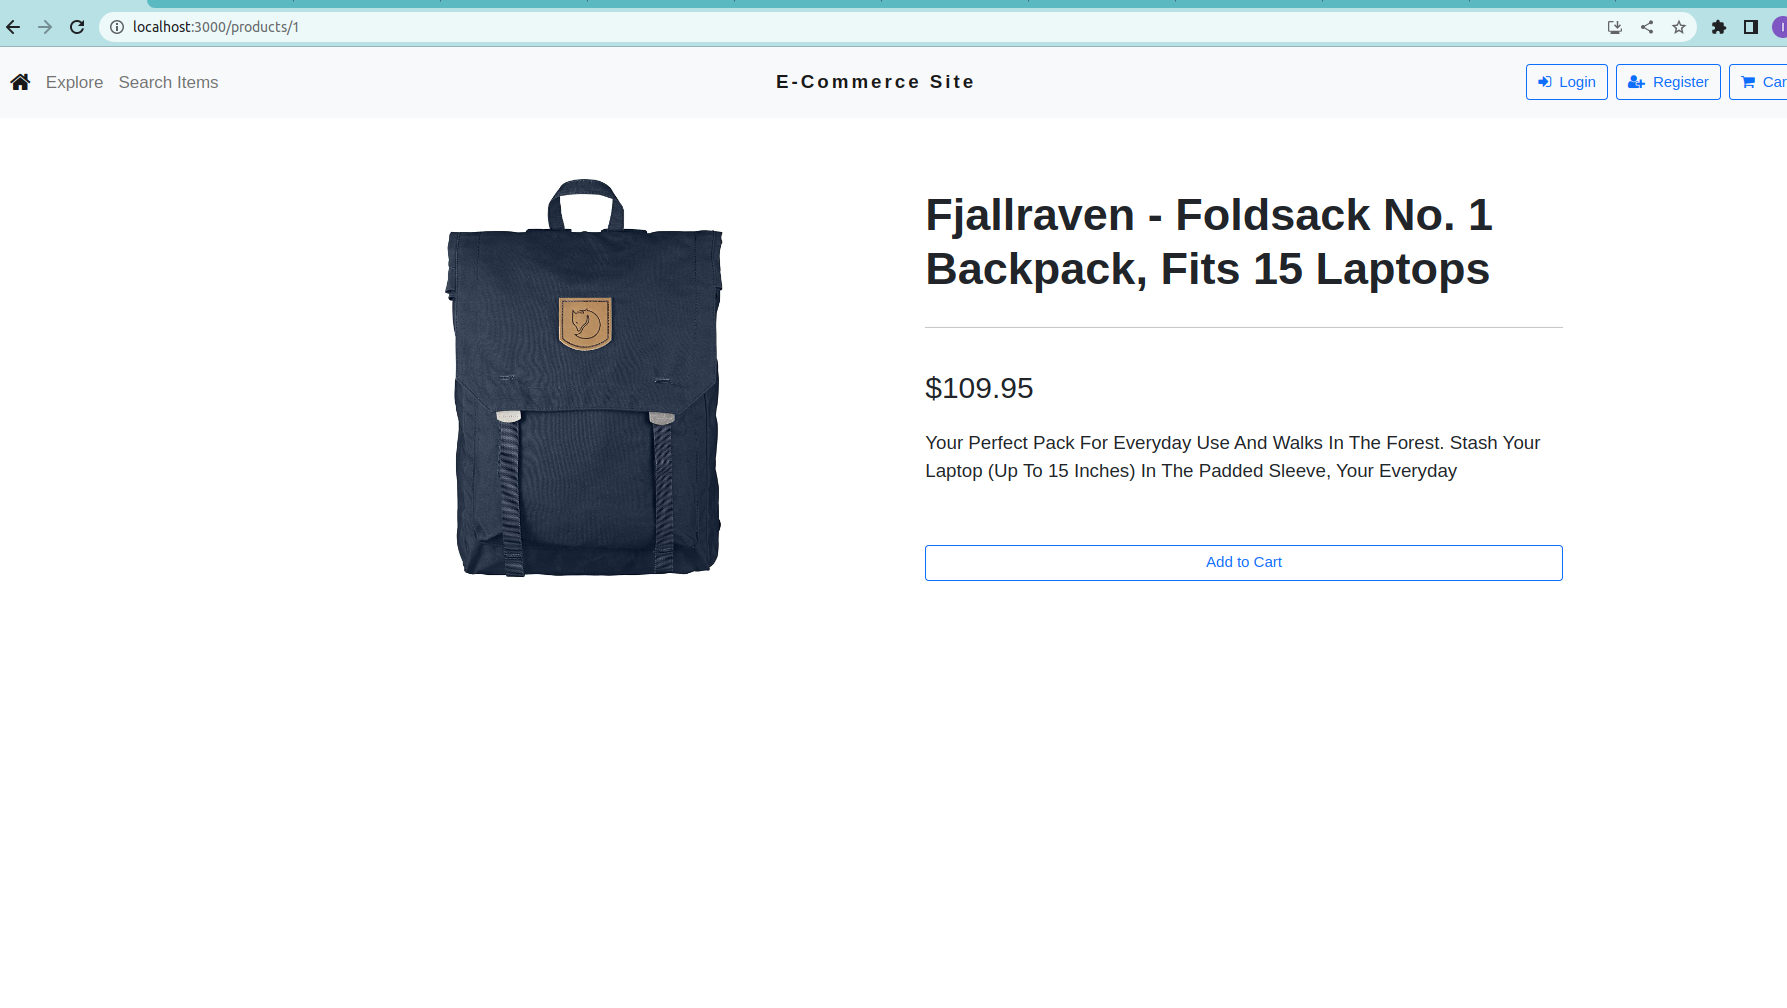 localhost:3000/products/1
Explore Search Items E-Commerce Site Login Register
Fjallraven - Foldsack No. 1
Backpack, Fits 15 Laptops
$109.95
Your Perfect Pack For Everyday Use And Walks In The Forest. Stash Your
Laptop (Up To 15 Inches) In The Padded Sleeve, Your Everyday
Add to Cart